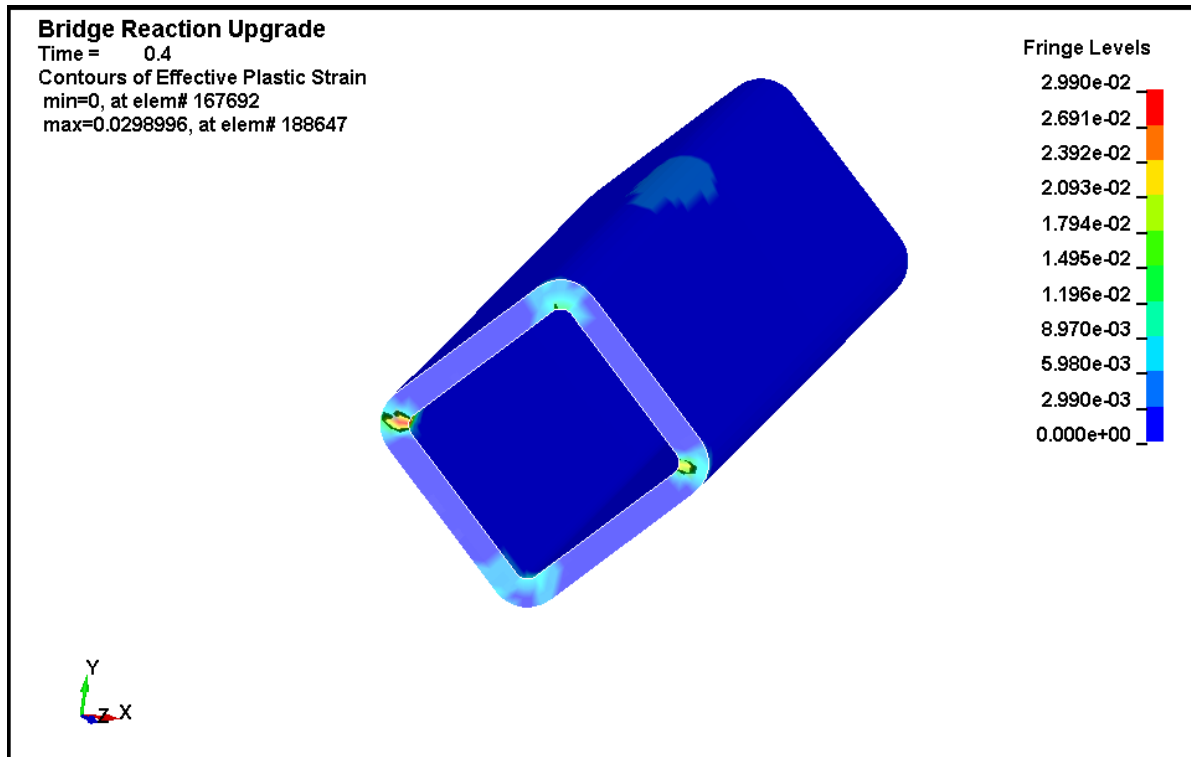 Bridge Reaction Upgrade
Time = 0.4
Contours of Effective Plastic Strain
min=0, at elem# 167692
max=0.0298996, at elem# 188647
Fringe Levels
2.990e-02
2.691e-02
2.392e-02
2.093e-02
1.794e-02
1.495e-02
1.196e-02
8.970e-03
5.980e-03
2.990e-03
0.000e+00
Y
Z X